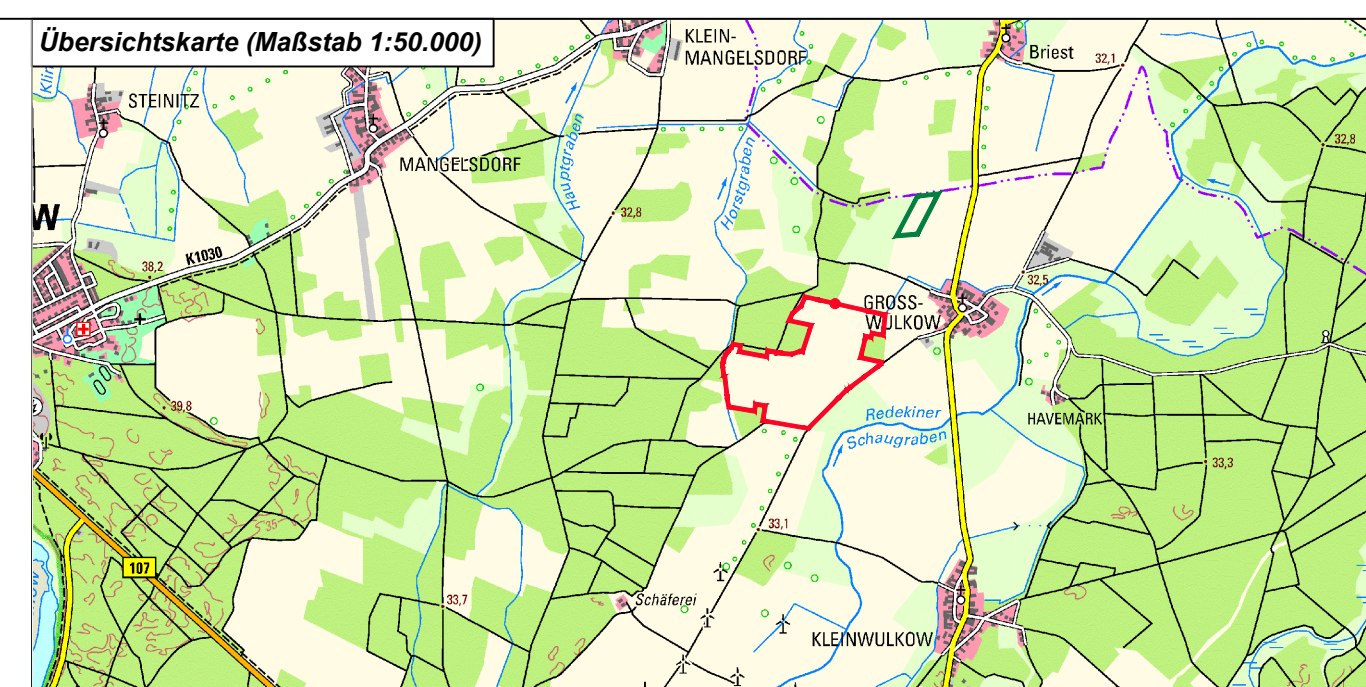 Übersichtskarte (Maßstab 1:50.000)
KLEIN-
MANGELSDORF
Briest
32,1
STEINITZ
MANGELSDORF
Hauptgraben
Horstgraben
32,8
32,8
W
K1030
38,2
32,5
GROSS-
WULKOW
39,8
Redekiner
Schaugraben
HAVEMARK
33,3
35
33,1
107
33,7
Schäferei
KLEINWULKOW